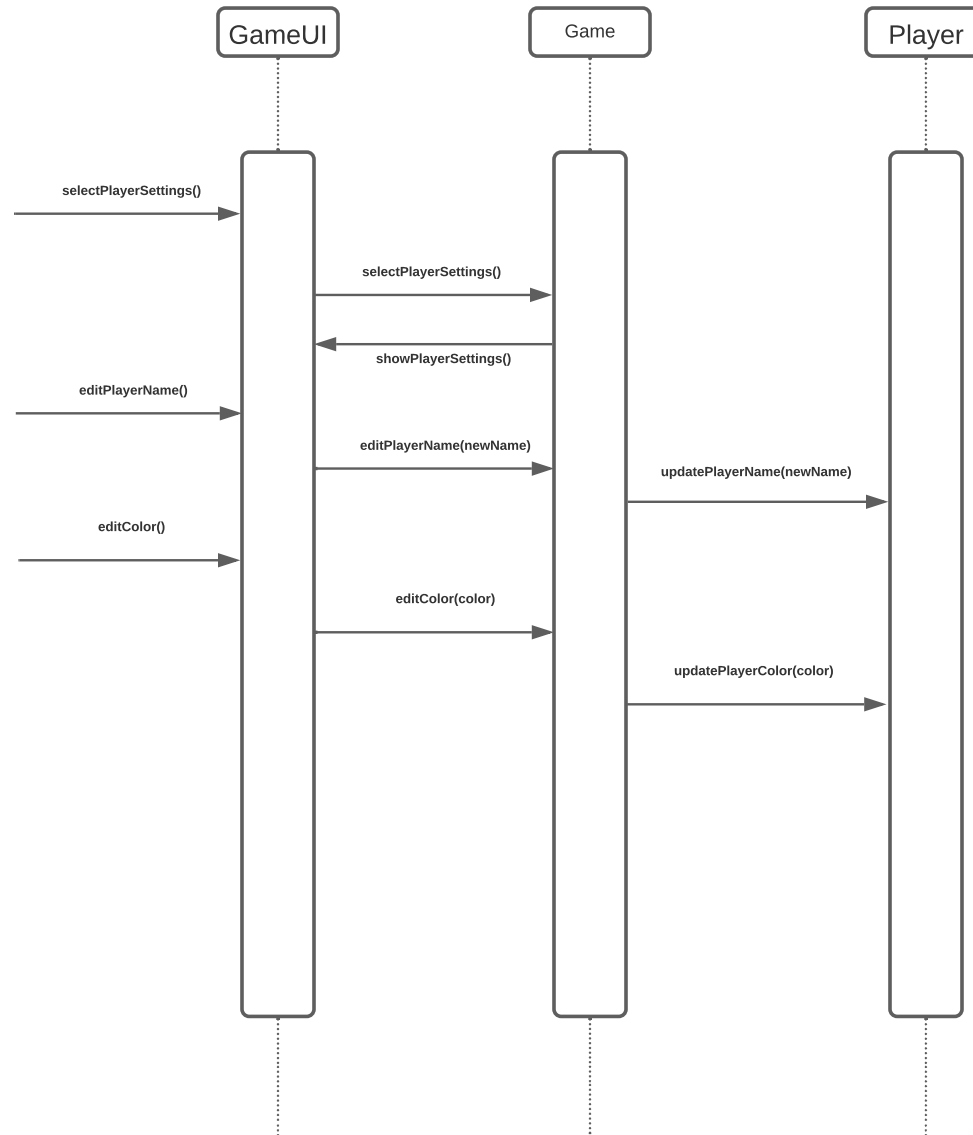 GameUI
Game
Player
selectPlayerSettings()
selectPlayerSettings()
showPlayerSettings()
editPlayerName()
editPlayerName(newName)
updatePlayerName(newName)
editColor()
editColor(color)
updatePlayerColor(color)